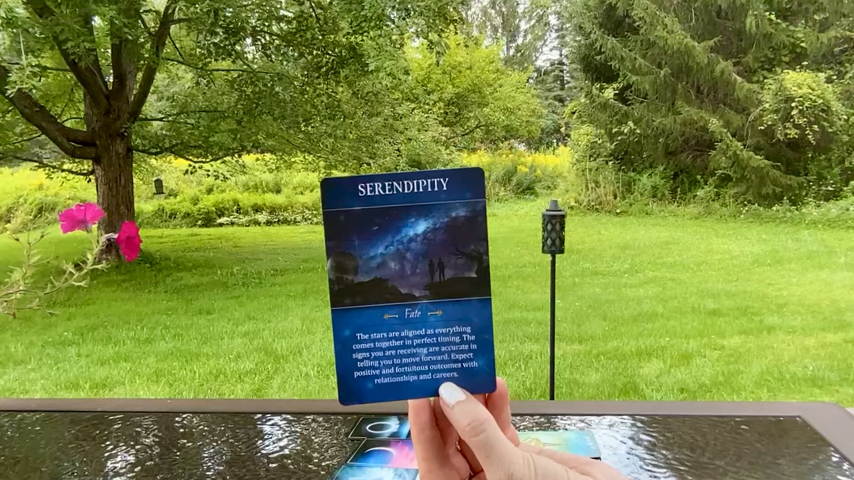 SERENDIPITY
Fate
The stars are aligned as everything
comes together in perfect timing. The
signs you are receiving are accurate in
telling you to move forward. Expect
positive and fortuitous outcomes with
relationships and careers.